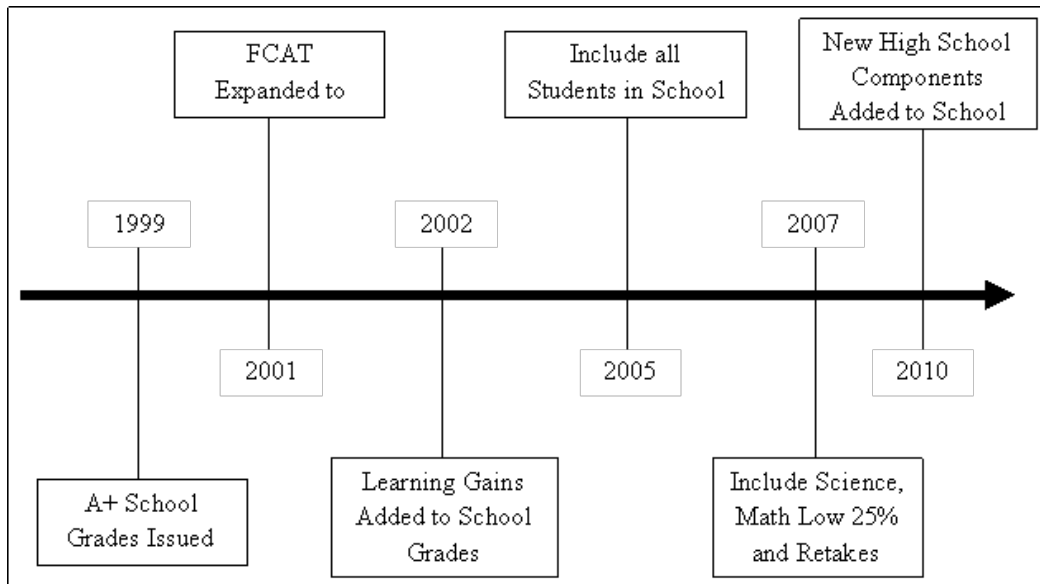 FCAT
Expanded to
Include all
Students in School
New High School
Components
Added to School
1999
2002
2007
2001
2005
2010
A+ School
Grades Issued
Learning Gains
Added to School
Grades
Include Science,
Math Low 25%
and Retakes